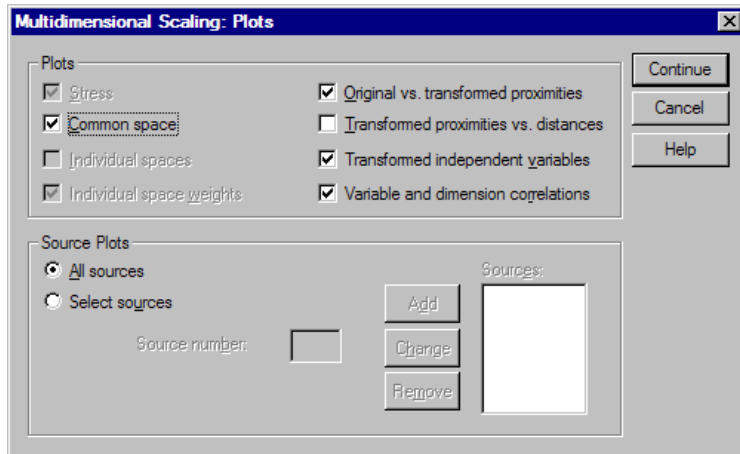 Multidimensional Scaling: Plots
Plots
Stress
Common space
Individual spaces
Individual space weights
Original vs. transformed proximities
Transformed proximities vs. distances
Transformed independent variables
Variable and dimension correlations
Continue
Cancel
Help
Source Plots
All sources
Select sources
Source number:
Add
Change
Remove
Sources: